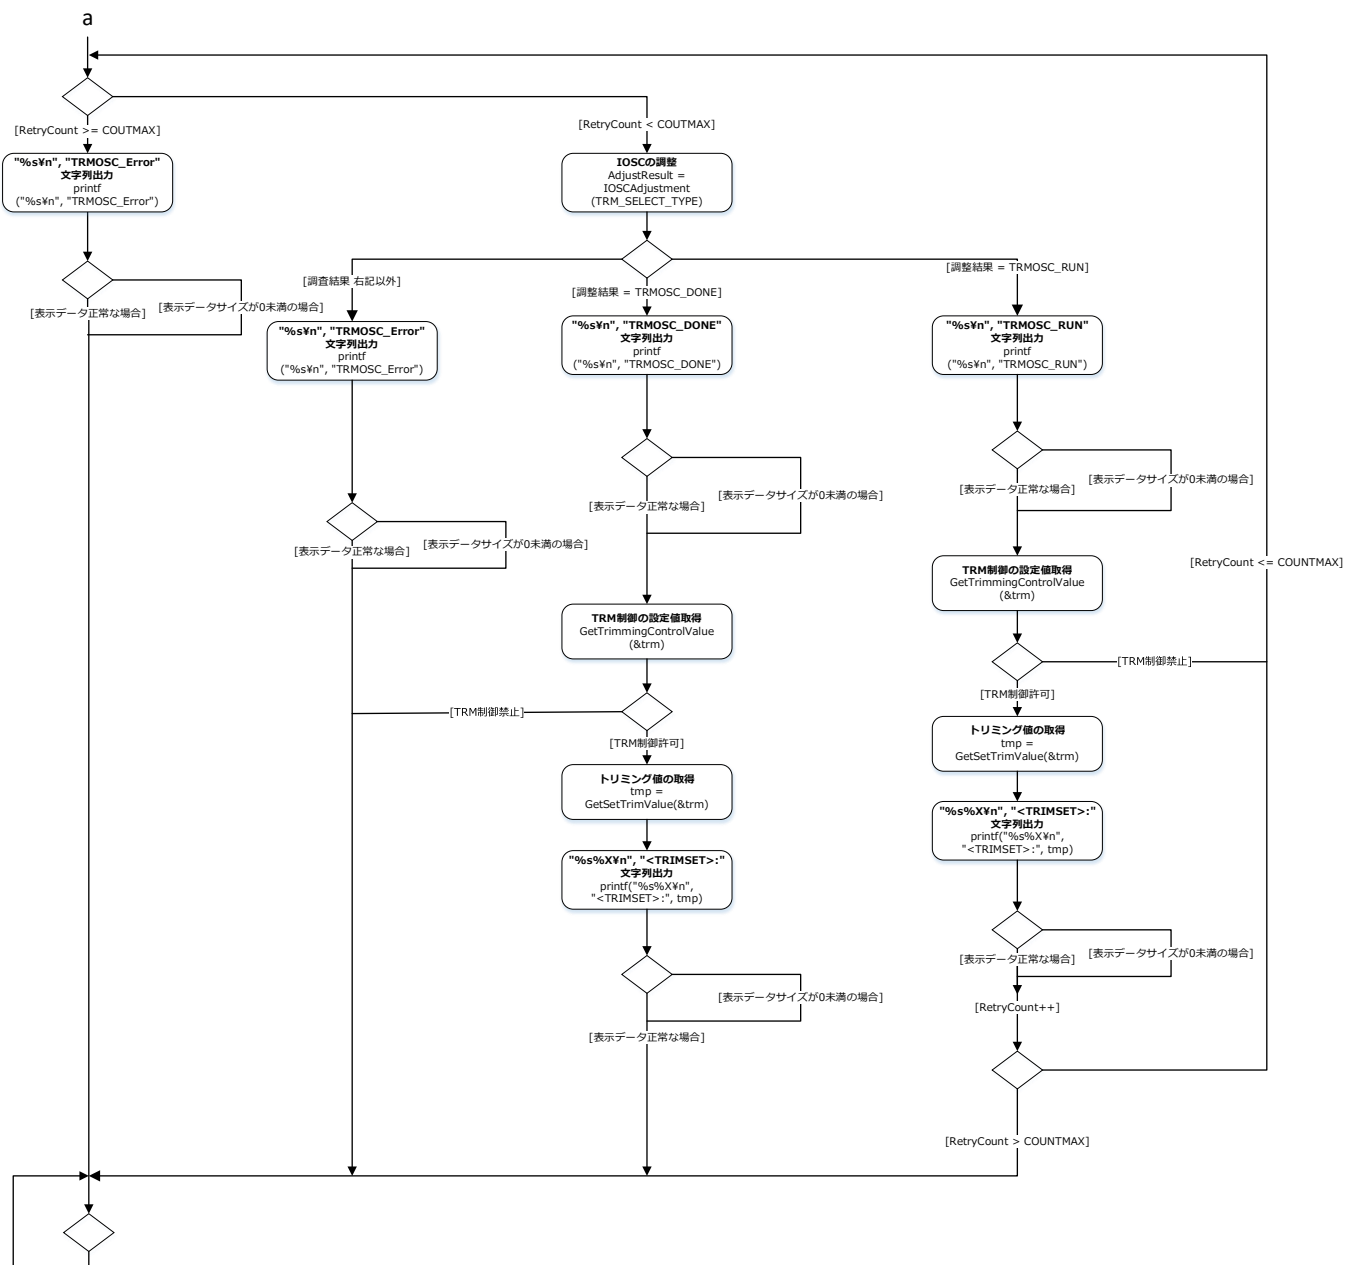 a
[RetryCount >= COUTMAX]
[RetryCount < COUTMAX]
"%s¥n", "TRMOSC_Error"
文字列出力
printf
("%s¥n", "TRMOSC_Error")
IOSCの調整
AdjustResult =
IOSCAdjustment
(TRM_SELECT_TYPE)
[調査結果 右記以外]
[調整結果 = TRMOSC_DONE]
[調整結果 = TRMOSC_RUN]
[表示データ正常な場合]
[表示データサイズが0未満の場合]
"%s¥n", "TRMOSC_Error"
文字列出力
printf
("%s¥n", "TRMOSC_Error")
"%s¥n", "TRMOSC_DONE"
文字列出力
printf
("%s¥n", "TRMOSC_DONE")
"%s¥n", "TRMOSC_RUN"
文字列出力
printf
("%s¥n", "TRMOSC_RUN")
[表示データ正常な場合]
[表示データサイズが0未満の場合]
[表示データ正常な場合]
[表示データサイズが0未満の場合]
[表示データ正常な場合]
[表示データサイズが0未満の場合]
[RetryCount <= COUNTMAX]
TRM制御の設定値取得
GetTrimmingControlValue
(&trm)
TRM制御の設定値取得
GetTrimmingControlValue
(&trm)
[TRM制御禁止]
[TRM制御許可]
[TRM制御禁止]
[TRM制御許可]
トリミング値の取得
tmp =
GetSetTrimValue(&trm)
トリミング値の取得
tmp =
GetSetTrimValue(&trm)
"%s%X¥n", "<TRIMSET>:"
文字列出力
printf("%s%X¥n",
"<TRIMSET>:", tmp)
"%s%X¥n", "<TRIMSET>:"
文字列出力
printf("%s%X¥n",
"<TRIMSET>:", tmp)
[表示データ正常な場合]
[表示データサイズが0未満の場合]
[表示データサイズが0未満の場合]
[表示データ正常な場合]
[RetryCount++]
[RetryCount > COUNTMAX]